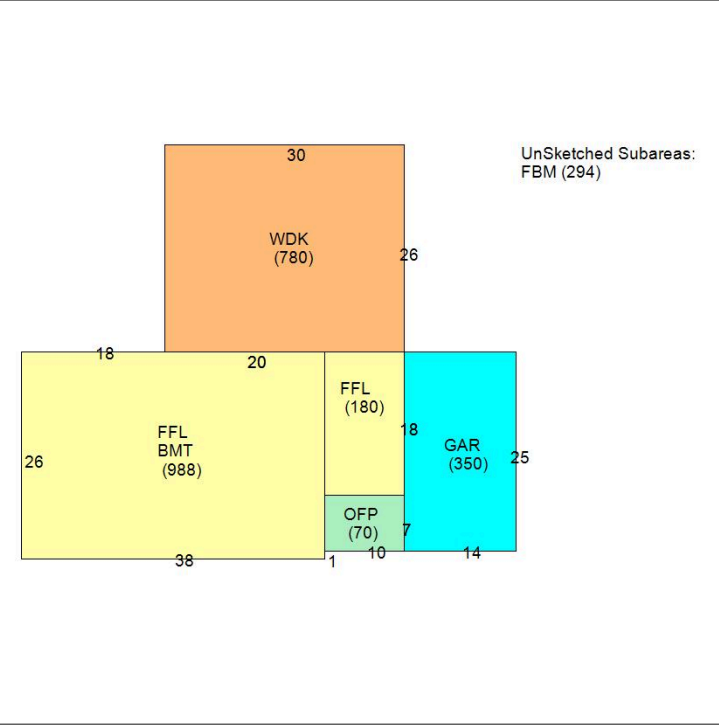 30
UnSketched Subareas:
FBM (294)
WDK
(780)
26
18
20
FFL
(180)
18
FFL
BMT
(988)
26
GAR
(350)
25
OFP
(70)
7
10
14
38
1